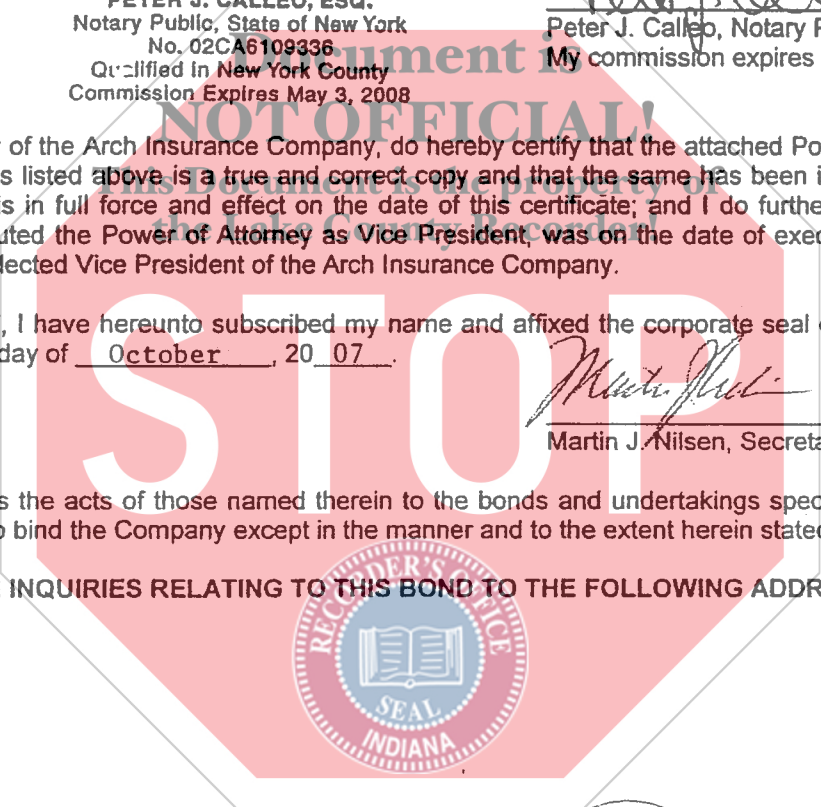 PETER J. CALLEO, ESQ.
Notary Public, State of New York
No. 02CA6109336
Qualified in New York County
Commission Expires May 3, 2008
Peter J. Calleo, Notary P
My commission expires
Document is
NOT OFFICIAL!
This Document is the property of
the Lake County Recorder!
of the Arch Insurance Company, do hereby certify that the attached Po
s listed above is a true and correct copy and that the same has been i
is in full force and effect on the date of this certificate; and I do furthe
uted the Power of Attorney as Vice President, was on the date of exec
lected Vice President of the Arch Insurance Company.
, I have hereunto subscribed my name and affixed the corporate seal
day of October, 20 07.
STOP
Martin J. Nilsen, Secreta
s the acts of those named therein to the bonds and undertakings spec
o bind the Company except in the manner and to the extent herein stated
INQUIRIES RELATING TO THIS BOND TO THE FOLLOWING ADDR
RECORDER'S OFFICE
SEAL
INDIANA